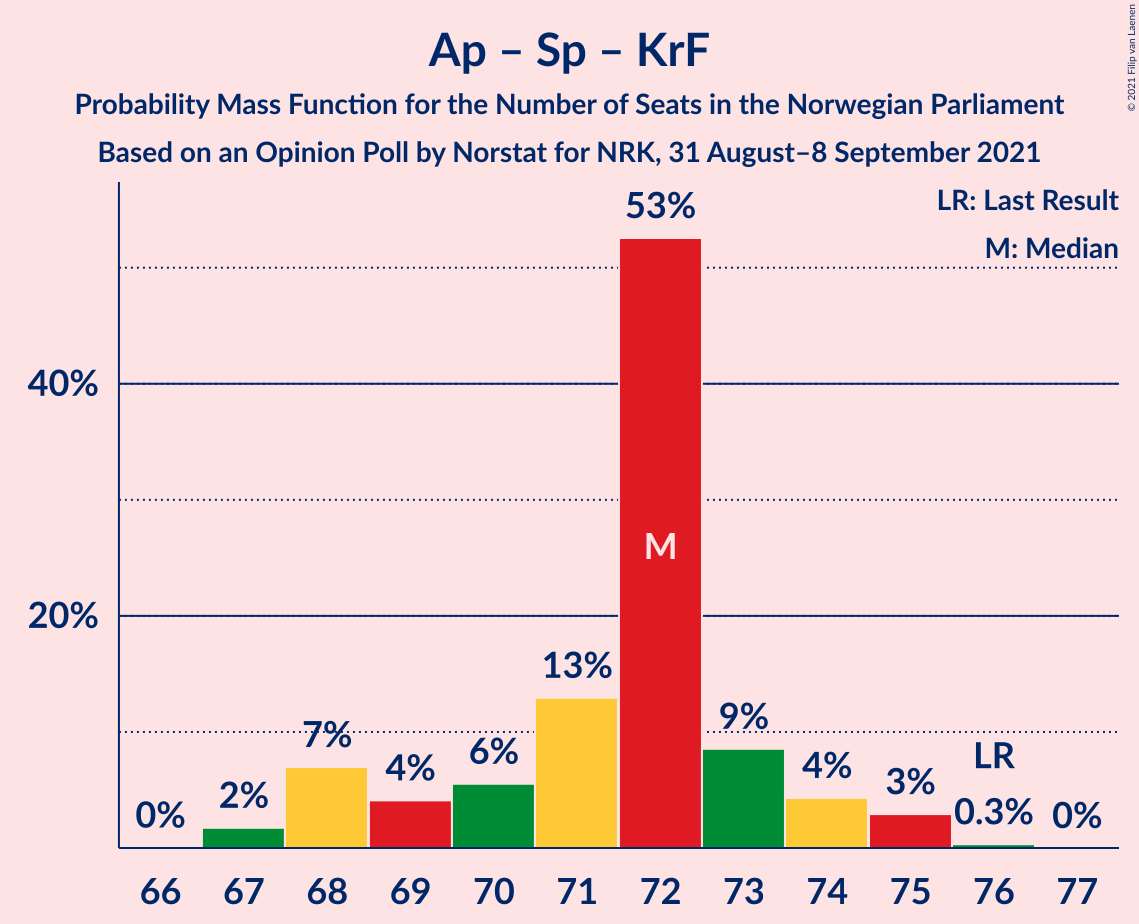 Ap – Sp – KrF
Probability Mass Function for the Number of Seats in the Norwegian Parliament
Based on an Opinion Poll by Norstat for NRK, 31 August–8 September 2021
© 2021 Filip van Laenen
LR: Last Result
M: Median
53%
40%
20%
M
0%
2%
7%
4%
6%
13%
9%
4%
3%
LR
0.3%
0%
66 67 68 69 70 71 72 73 74 75 76 77